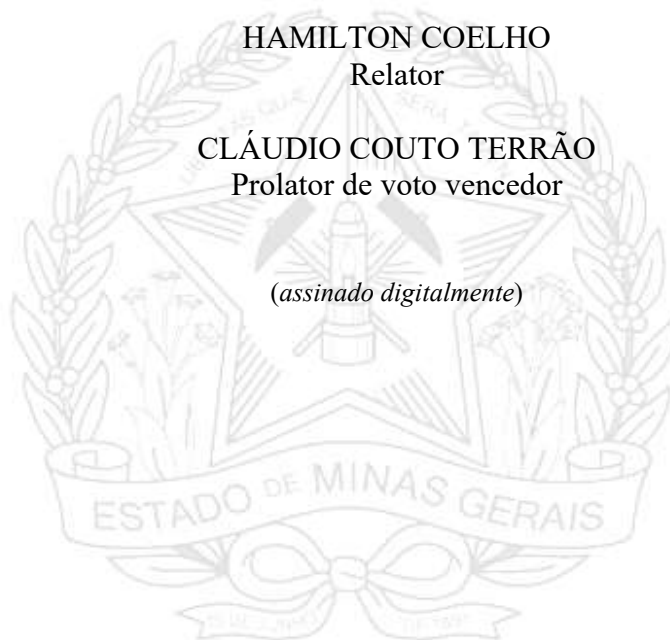 HAMILTON COELHO
Relator
CLÁUDIO COUTO TERRÃO
Prolator de voto vencedor
(assinado digitalmente)
ESTADO DE MINAS GERAIS